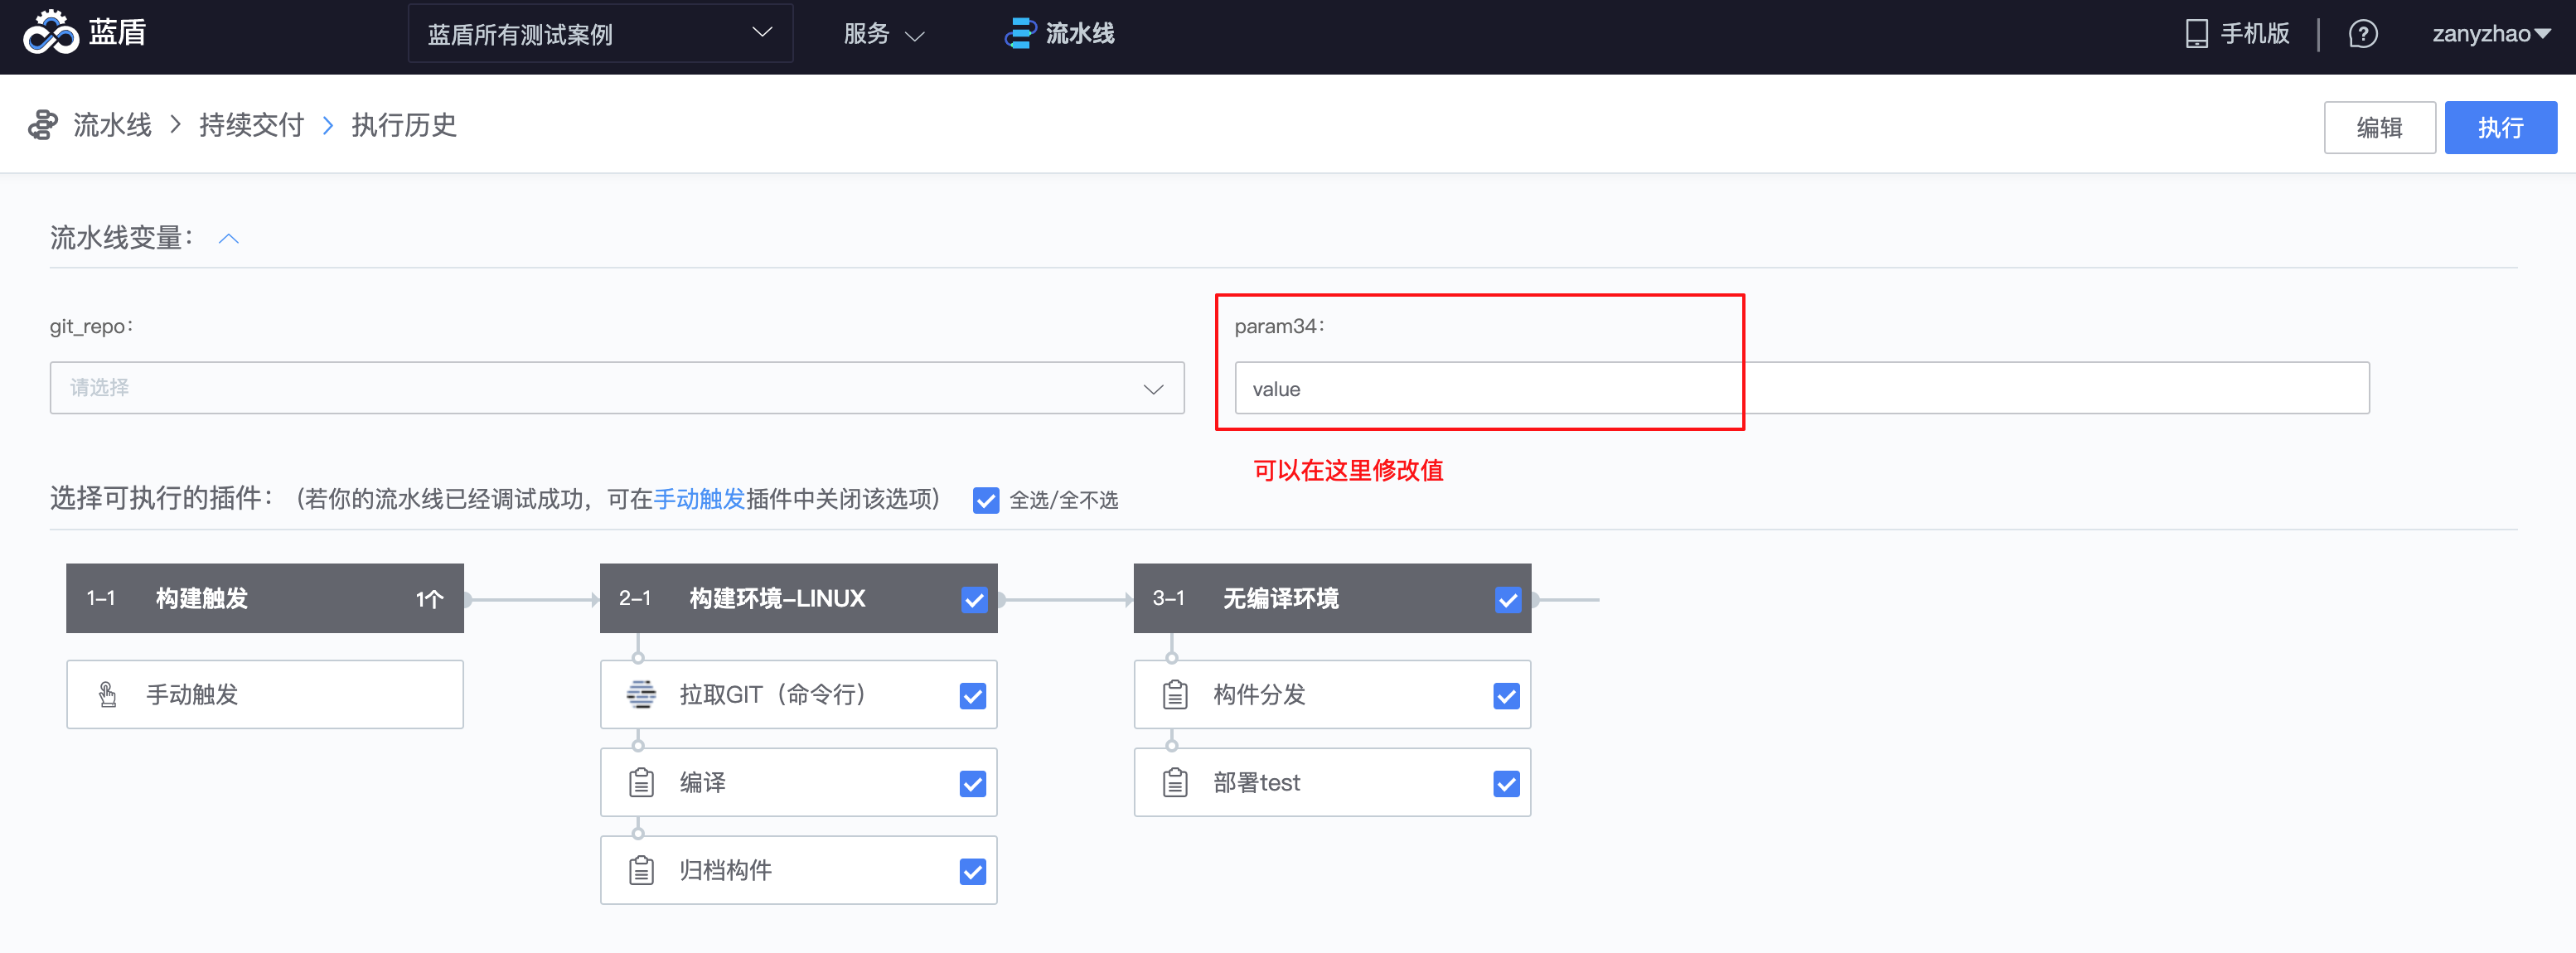 蓝盾 蓝盾所有测试案例 服务 流水线 手机版 zanyzhao
流水线 > 持续交付 > 执行历史 编辑 执行
流水线变量：
git_repo： param34：
请选择 value
可以在这里修改值
选择可执行的插件：（若你的流水线已经调试成功，可在手动触发插件中关闭该选项） 全选/全不选
1-1 构建触发 1个 2-1 构建环境-LINUX 3-1 无编译环境
手动触发 拉取GIT（命令行） 构件分发
编译 部署test
归档构件